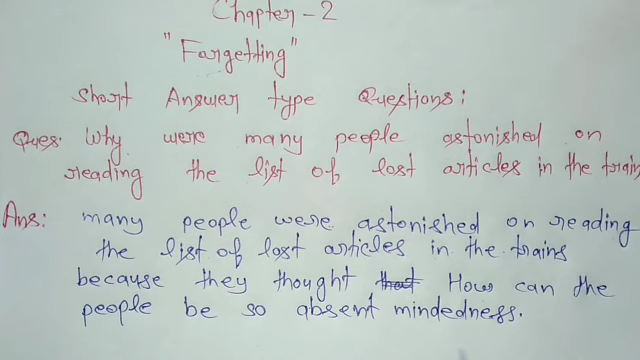 Chapter - 2
"Fargetting"
Short Answer type Questions:
Ques. Why were many people astonished on
reading the list of lost articles in the train
Ans: many people were astonished on reading
the list of lost articles in the trains
because they thought that How can the
people be so absent mindedness.